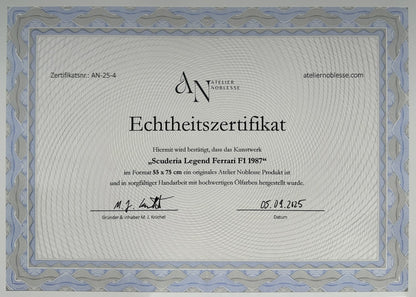 Zertifikatsnr.: AN-25-4
AN
ATELIER
NOBLESSE
ateliernoblesse.com
Echtheitszertifikat
Hiermit wird bestätigt, dass das Kunstwerk
„Scuderia Legend Ferrari F1 1987“
im Format 55 x 75 cm ein originales Atelier Noblesse Produkt ist
und in sorgfältiger Handarbeit mit hochwertigen Ölfarben hergestellt wurde.
05.09.2025
Gründer & Inhaber M. J. Knichel
Datum